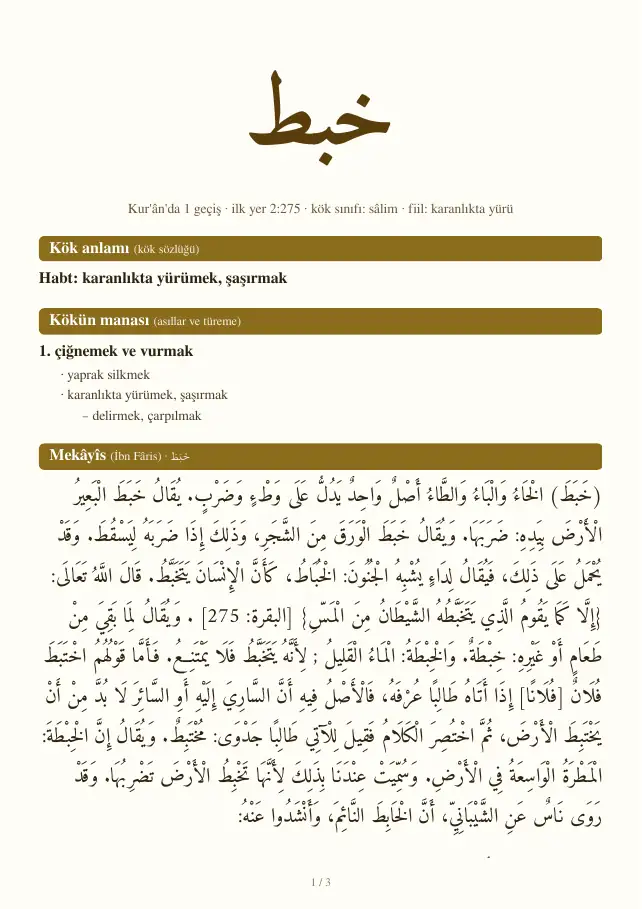 خبط
Kur'ân'da 1 geçiş · ilk yer 2:275 · kök sınıfı: sâlim · fiil: karanlıkta yürü
Kök anlamı (kök sözlüğü)
Habt: karanlıkta yürümek, şaşırmak
Kökün manası (asıllar ve türeme)
1. çiğnemek ve vurmak
· yaprak silkmek
· karanlıkta yürümek, şaşırmak
– delirmek, çarpılmak
Mekâyîs (İbn Fâris) · خَبَطَ
(خَبَطَ) الْخَاءُ وَالْبَاءُ وَالطَّاءُ أَصْلٌ وَاحِدٌ يَدُلُّ عَلَى وَطْءٍ وَضَرْبٍ. يُقَالُ خَبَطَ الْبَعِيرُ
الْأَرْضَ بِيَدِهِ: ضَرَبَهَا. وَيُقَالُ خَبَطَ الْوَرَقَ مِنَ الشَّجَرِ، وَذَلِكَ إِذَا ضَرَبَهُ لِيَسْقُطَ. وَقَدْ
يُحْمَلُ عَلَى ذَلِكَ، فَيُقَالُ لِدَاءٍ يُشْبِهُ الْجُنُونَ: الْخُبَاطُ، كَأَنَّ الْإِنْسَانَ يَتَخَبَّطُ. قَالَ اللَّهُ تَعَالَى:
{إِلَّا كَمَا يَقُومُ الَّذِي يَتَخَبَّطُهُ الشَّيْطَانُ مِنَ الْمَسِّ} [البقرة: 275] . وَيُقَالُ لِمَا بَقِيَ مِنْ
طَعَامٍ أَوْ غَيْرِهِ: خِبْطَةٌ. وَالْخِبْطَةُ: الْمَاءُ الْقَلِيلُ ; لِأَنَّهُ يَتَخَبَّطُ فَلَا يَمْتَنِعُ. فَأَمَّا قَوْلُهُمُ اخْتَبَطَ
فُلَانٌ [فُلَانًا] إِذَا أَتَاهُ طَالِبًا عُرْفَهُ، فَالْأَصْلُ فِيهِ أَنَّ السَّارِيَ إِلَيْهِ أَوِ السَّائِرَ لَا بُدَّ مِنْ أَنْ
يَخْتَبِطَ الْأَرْضَ، ثُمَّ اخْتُصِرَ الْكَلَامُ فَقِيلَ لِلْآتِي طَالِبًا جَدْوَى: مُخْتَبِطٌ. وَيُقَالُ إِنَّ الْخِبْطَةَ:
الْمَطْرَةُ الْوَاسِعَةُ فِي الْأَرْضِ. وَسُمِّيَتْ عِنْدَنَا بِذَلِكَ لِأَنَّهَا تَخْبِطُ الْأَرْضَ تَضْرِبُهَا. وَقَدْ
رَوَى نَاسٌ عَنِ الشَّيْبَانِيِّ، أَنَّ الْخَابِطَ النَّائِمَ، وَأَنْشَدُوا عَنْهُ:
1 / 3